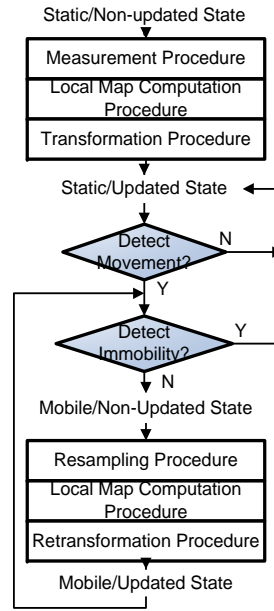 Static/Non-updated State
Measurement Procedure
Local Map Computation
Procedure
Transformation Procedure
Static/Updated State
Detect
Movement?
N
Y
Detect
Immobility?
Y
N
Mobile/Non-Updated State
Resampling Procedure
Local Map Computation
Procedure
Retransformation Procedure
Mobile/Updated State